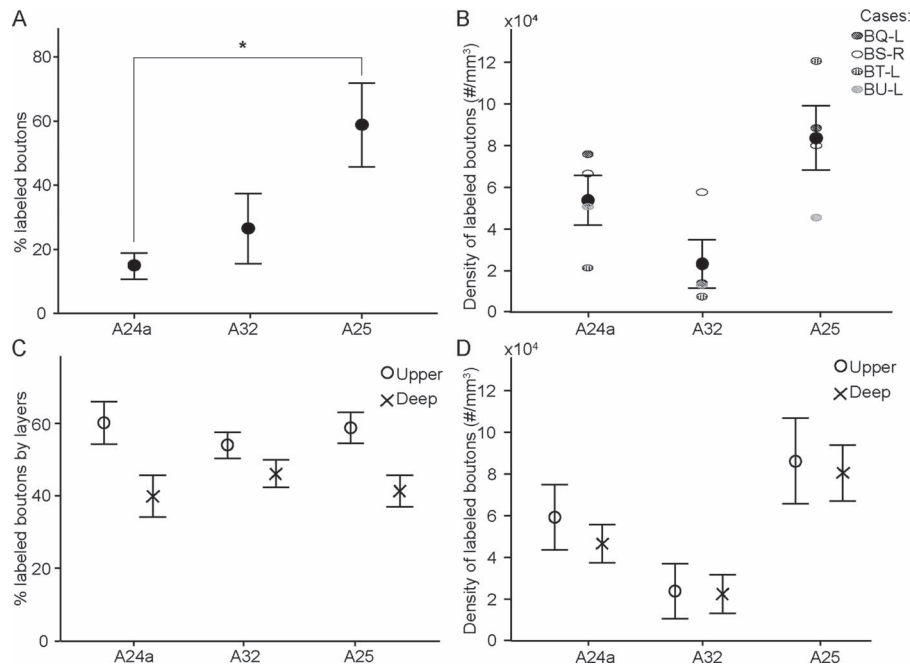 A
% labeled boutons
80
60
40
20
0
*
A24a A32 A25
B
x10⁴
Density of labeled boutons (#/mm³)
12
10
8
6
4
2
0
Cases:
BQ-L
BS-R
BT-L
BU-L
A24a A32 A25
C
% labeled boutons by layers
80
60
40
20
0
Upper
Deep
A24a A32 A25
D
x10⁴
Density of labeled boutons (#/mm³)
12
10
8
6
4
2
0
Upper
Deep
A24a A32 A25